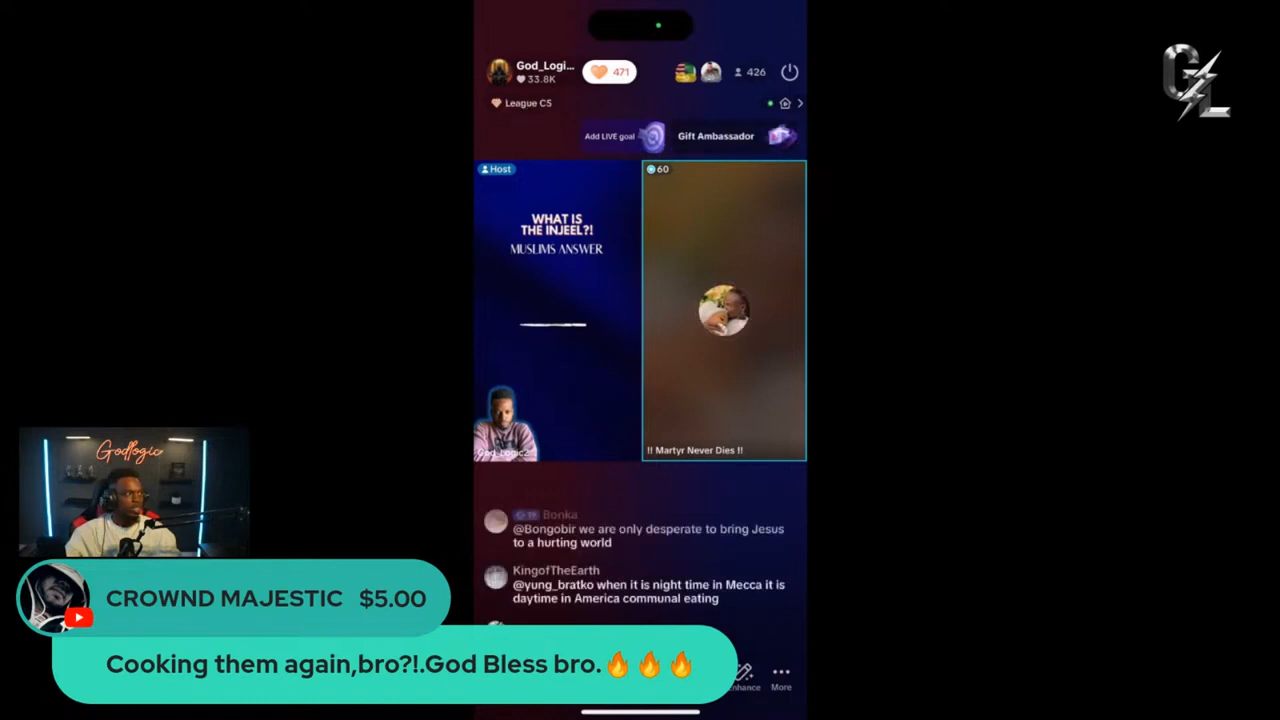 God_Logi...
33.8K
471
426
League C5
Add LIVE goal
Gift Ambassador
Host
60
WHAT IS
THE INJEEL?!
MUSLIMS ANSWER
!! Martyr Never Dies !!
GL
Godlogic
19 Bonka
@Bongobir we are only desperate to bring Jesus
to a hurting world
KingofTheEarth
@yung_bratko when it is night time in Mecca it is
daytime in America communal eating
CROWND MAJESTIC $5.00
Cooking them again,bro?!.God Bless bro.🔥🔥🔥
More